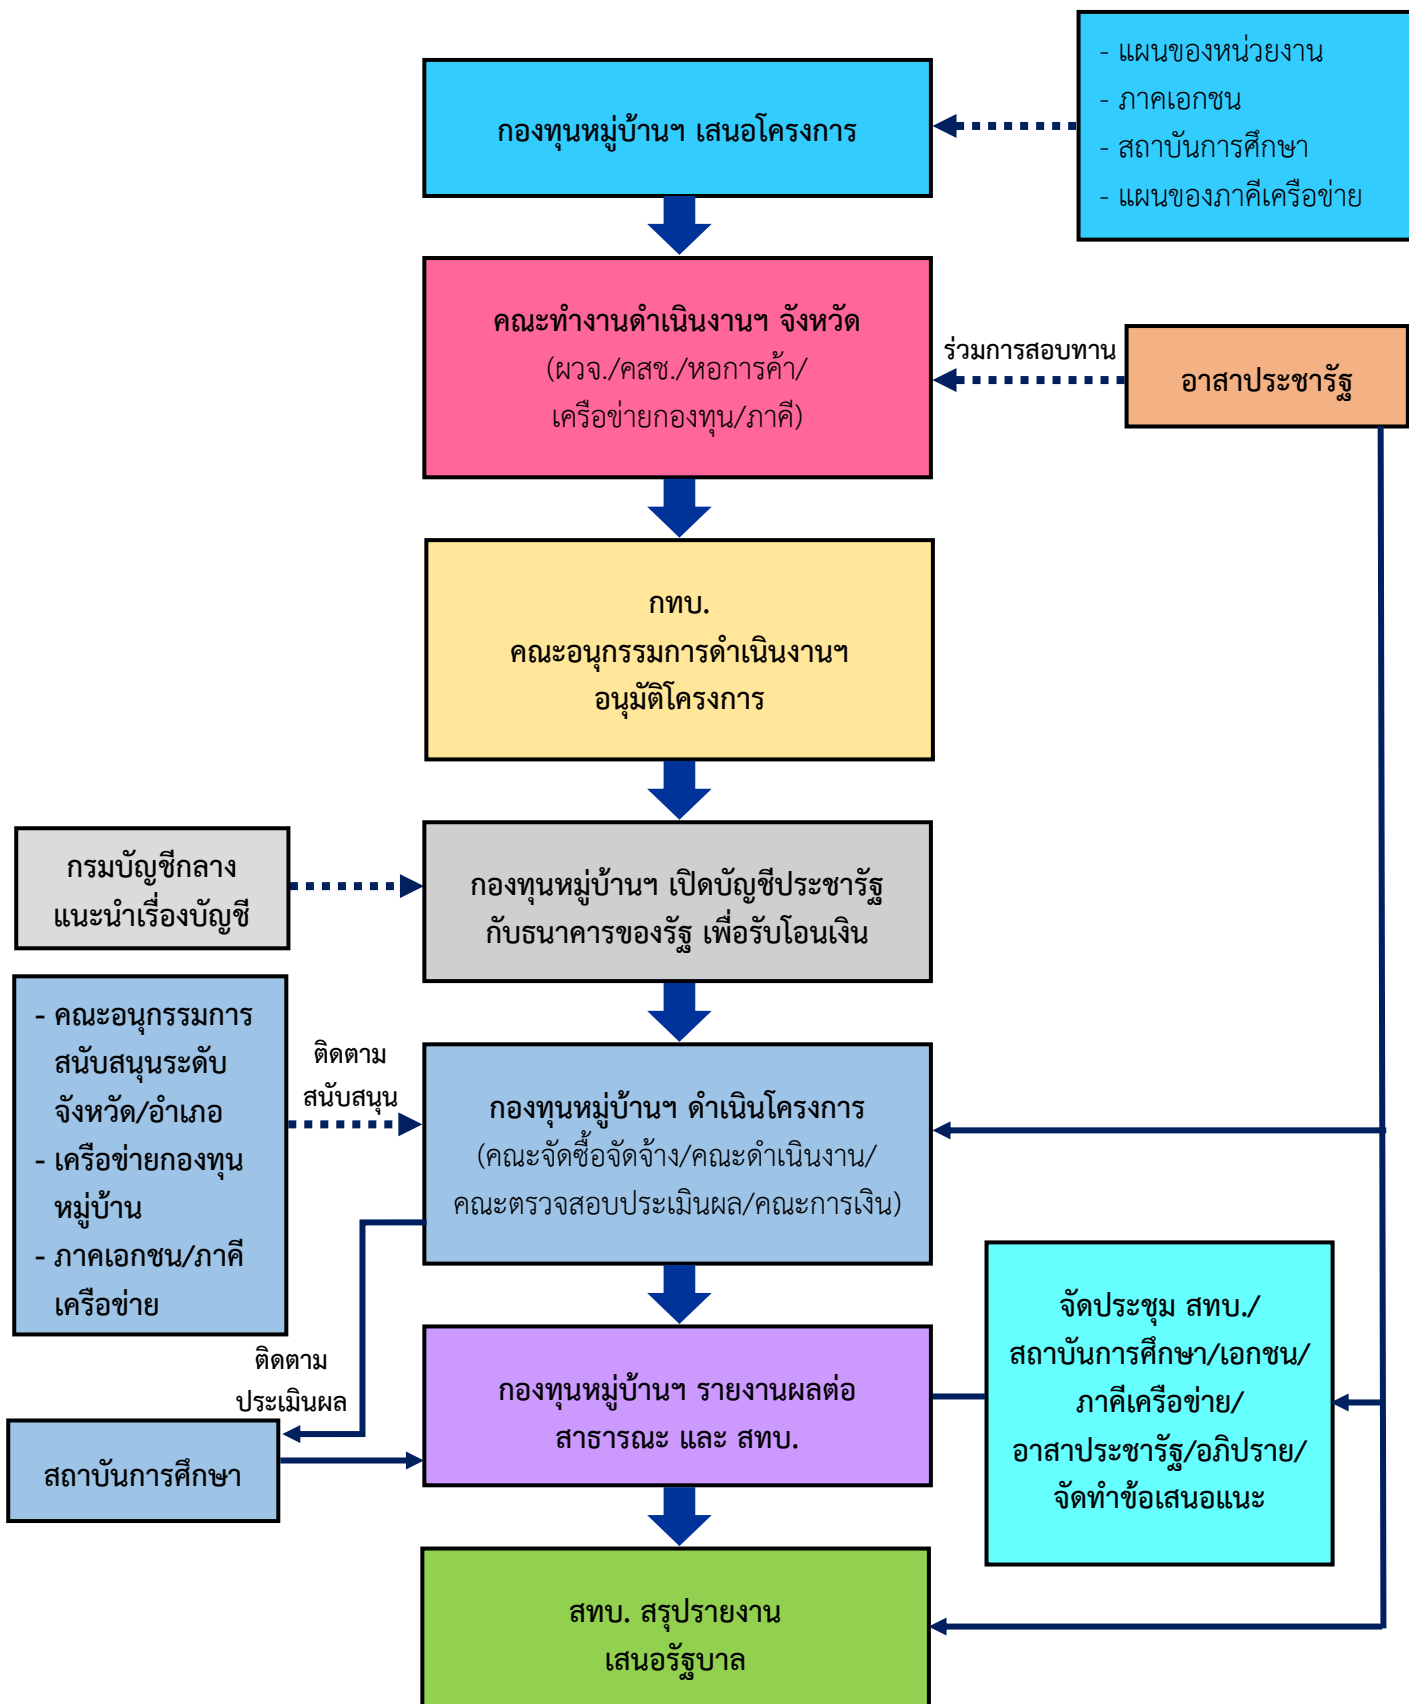 กองทุนหมู่บ้านฯ เสนอโครงการ
- แผนของหน่วยงาน
- ภาคเอกชน
- สถาบันการศึกษา
- แผนของภาคีเครือข่าย
คณะทำงานดำเนินงานฯ จังหวัด
(ผวจ./คสช./หอการค้า/
เครือข่ายกองทุน/ภาคี)
ร่วมการสอบทาน
อาสาประชารัฐ
กทบ.
คณะอนุกรรมการดำเนินงานฯ
อนุมัติโครงการ
กรมบัญชีกลาง
แนะนำเรื่องบัญชี
กองทุนหมู่บ้านฯ เปิดบัญชีประชารัฐ
กับธนาคารของรัฐ เพื่อรับโอนเงิน
- คณะอนุกรรมการ
สนับสนุนระดับ
จังหวัด/อำเภอ
- เครือข่ายกองทุน
หมู่บ้าน
- ภาคเอกชน/ภาคี
เครือข่าย
ติดตาม
สนับสนุน
กองทุนหมู่บ้านฯ ดำเนินโครงการ
(คณะจัดซื้อจัดจ้าง/คณะดำเนินงาน/
คณะตรวจสอบประเมินผล/คณะการเงิน)
ติดตาม
ประเมินผล
สถาบันการศึกษา
กองทุนหมู่บ้านฯ รายงานผลต่อ
สาธารณะ และ สทบ.
จัดประชุม สทบ./
สถาบันการศึกษา/เอกชน/
ภาคีเครือข่าย/
อาสาประชารัฐ/อภิปราย/
จัดทำข้อเสนอแนะ
สทบ. สรุปรายงาน
เสนอรัฐบาล